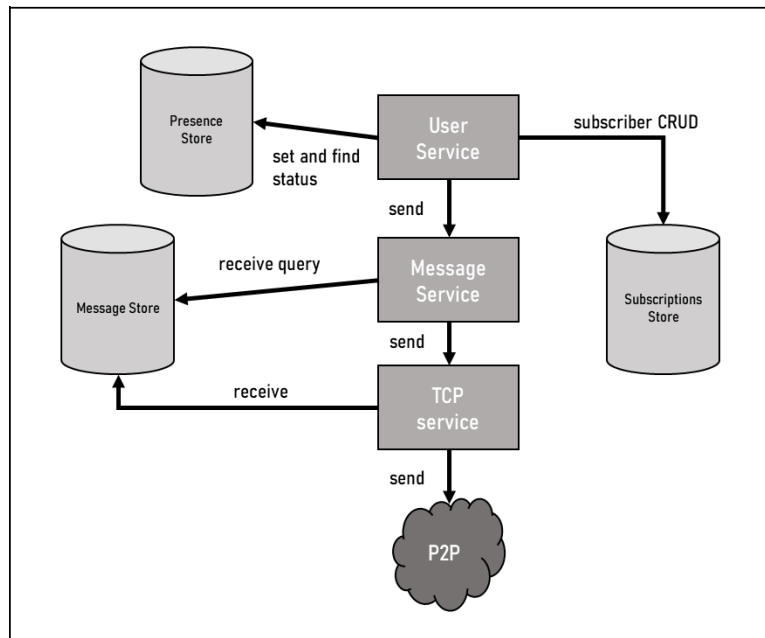 Presence
Store
User
Service
subscriber CRUD
set and find
status
send
receive query
Message
Service
Message Store
Subscriptions
Store
send
TCP
service
receive
send
P2P